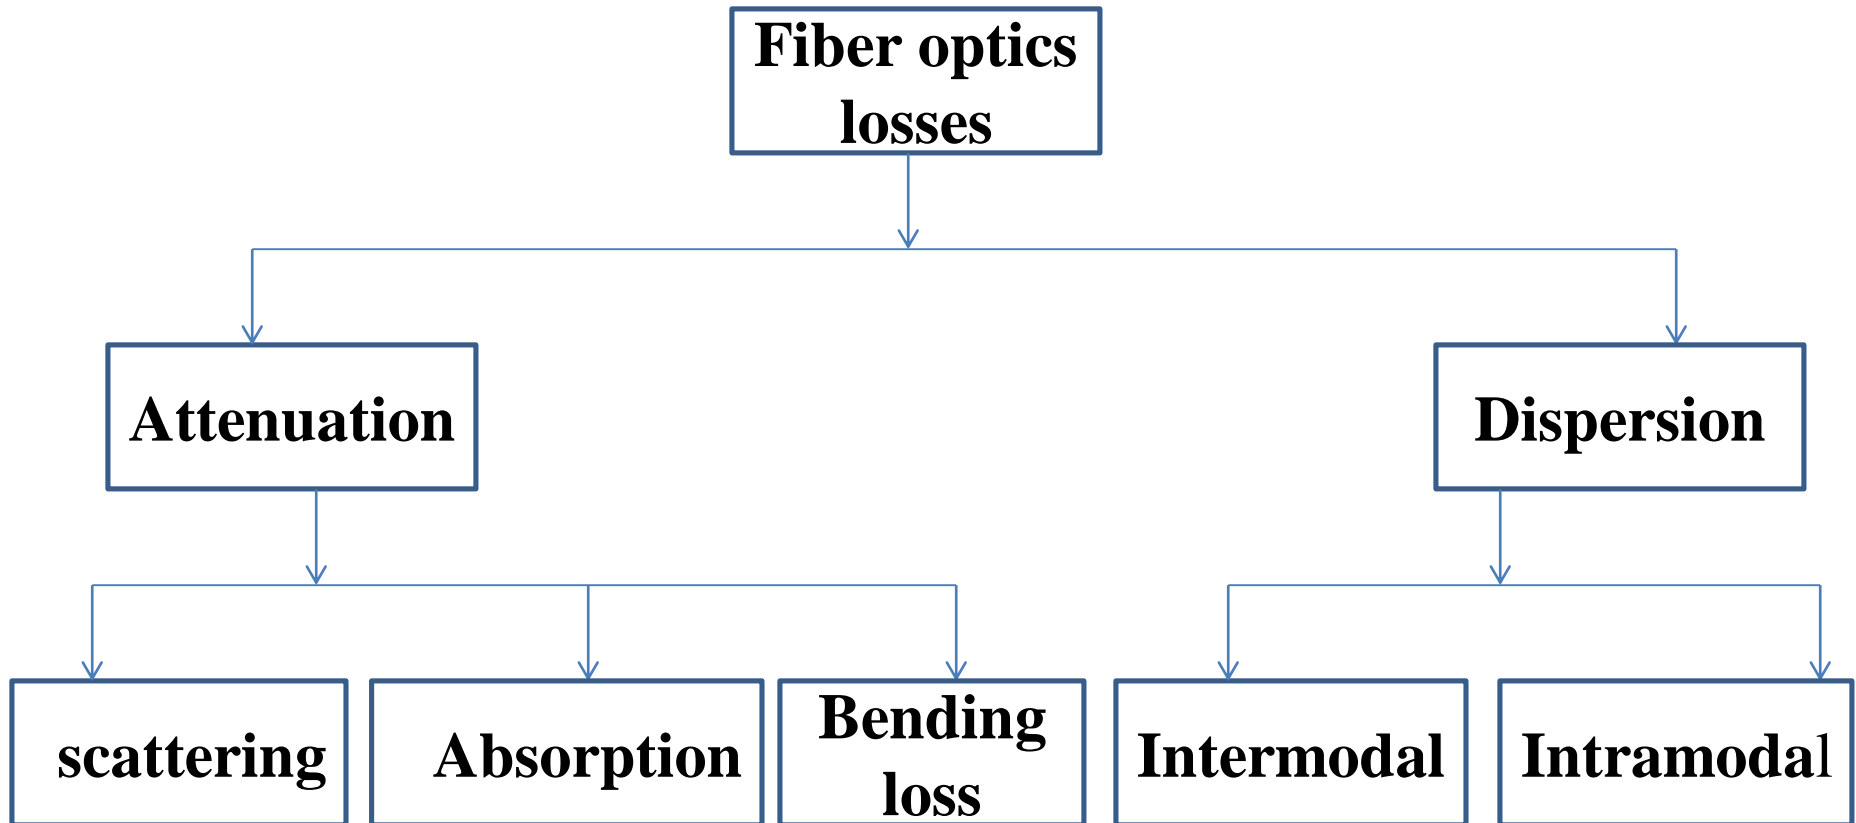 Fiber optics
losses
Attenuation
Dispersion
scattering
Absorption
Bending
loss
Intermodal
Intramodal